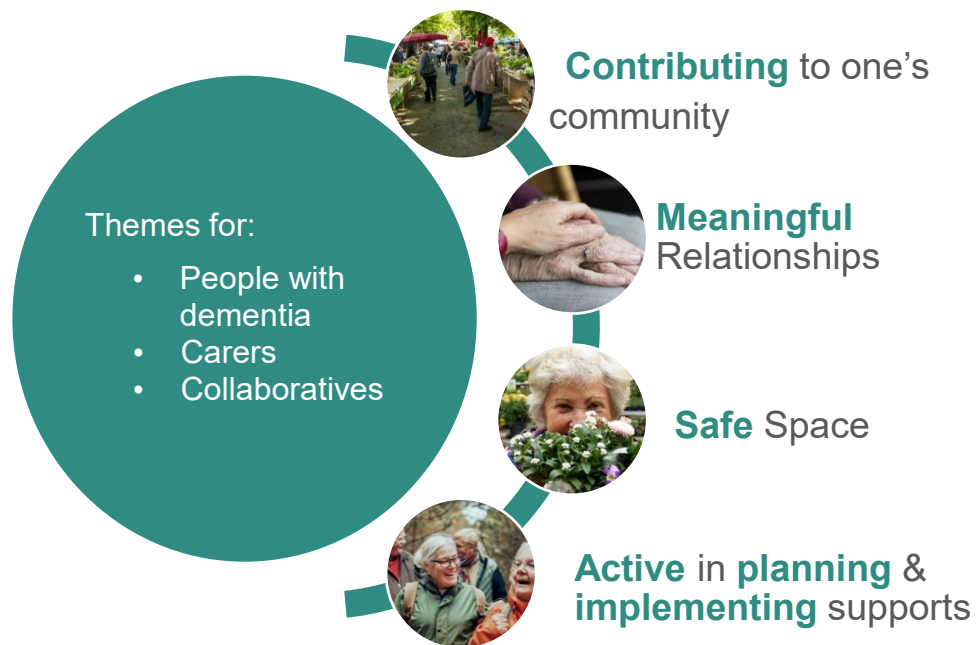 Themes for:
• People with
dementia
• Carers
• Collaboratives
Contributing to one’s
community
Meaningful
Relationships
Safe Space
Active in planning &
implementing supports